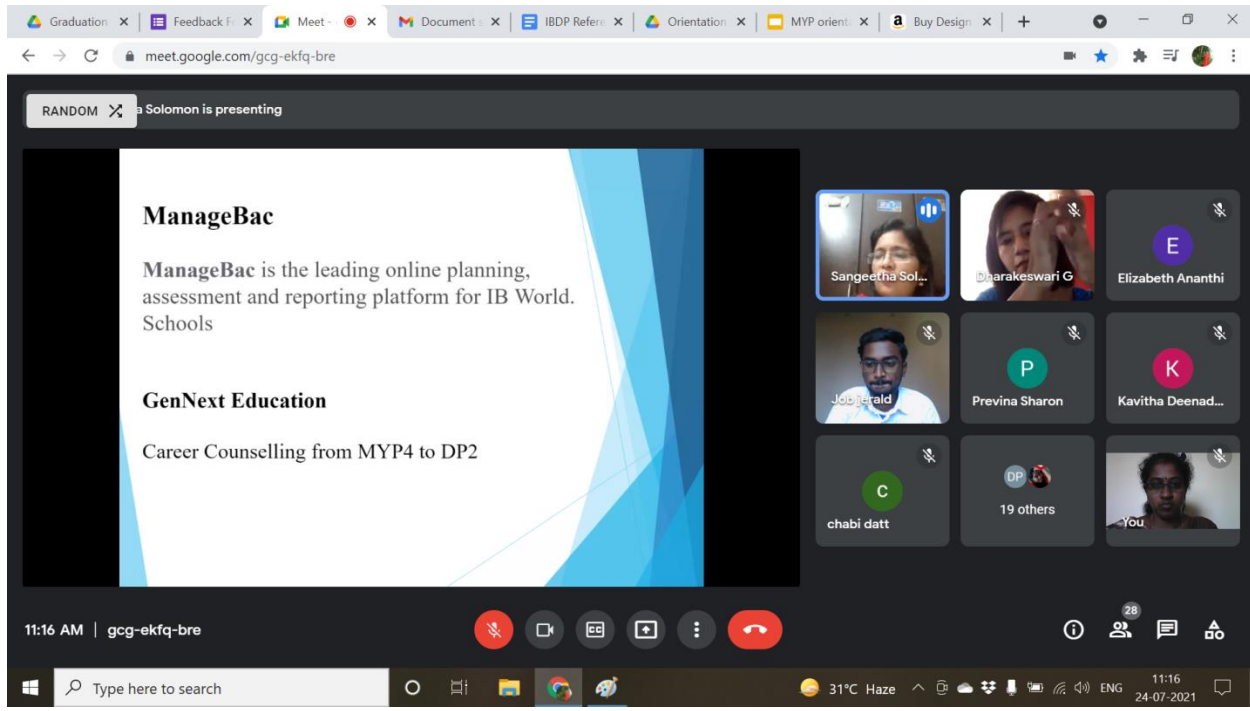 Graduation
Feedback F
Meet -
Document s
IBDP Refere
Orientation
MYP orient
Buy Design
meet.google.com/gcg-ekfq-bre
RANDOM
a Solomon is presenting
ManageBac
ManageBac is the leading online planning,
assessment and reporting platform for IB World.
Schools
GenNext Education
Career Counselling from MYP4 to DP2
Sangeetha Sol...
Dharakeswari G
E
Elizabeth Ananthi
Job jerald
P
Previna Sharon
K
Kavitha Deenad...
c
chabi datt
DP
19 others
You
11:16 AM | gcg-ekfq-bre
CC
28
Type here to search
31°C Haze
ENG
11:16
24-07-2021